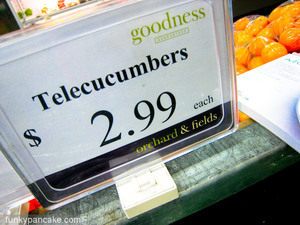 goodness
Telecucumbers
$ 2.99 each
orchard & fields
funkypancake.com